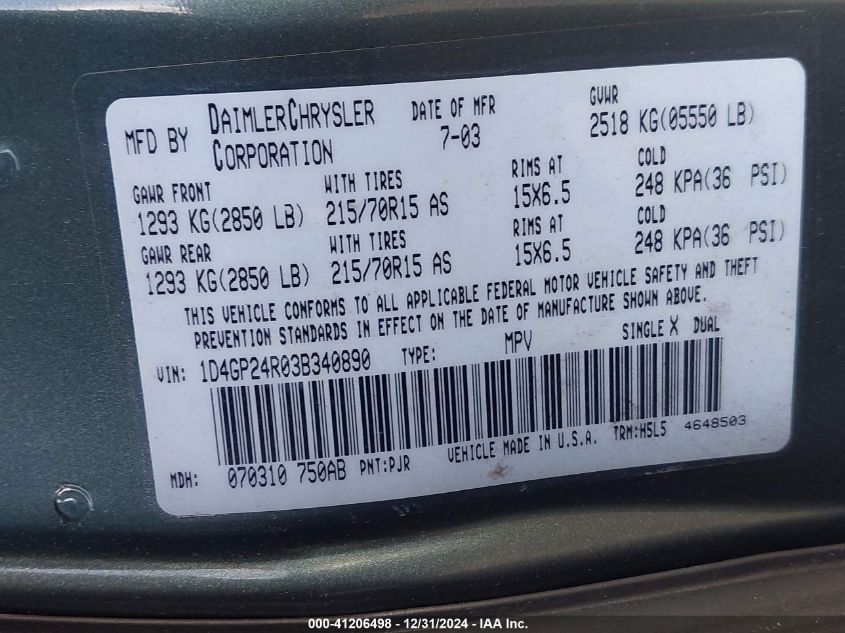 MFD BY DAIMLERCHRYSLER CORPORATION DATE OF MFR 7-03 GVWR 2518 KG(05550 LB)
GAWR FRONT WITH TIRES RIMS AT COLD
1293 KG(2850 LB) 215/70R15 AS 15X6.5 248 KPA(36 PSI)
GAWR REAR WITH TIRES RIMS AT COLD
1293 KG(2850 LB) 215/70R15 AS 15X6.5 248 KPA(36 PSI)
THIS VEHICLE CONFORMS TO ALL APPLICABLE FEDERAL MOTOR VEHICLE SAFETY AND THEFT
PREVENTION STANDARDS IN EFFECT ON THE DATE OF MANUFACTURE SHOWN ABOVE.
VIN: 1D4GP24R03B340890 TYPE: MPV SINGLE X DUAL
MDH: 070310 750AB PNT:PJR VEHICLE MADE IN U.S.A. TRM:H5L5 4648503
000-41206498 - 12/31/2024 - IAA Inc.